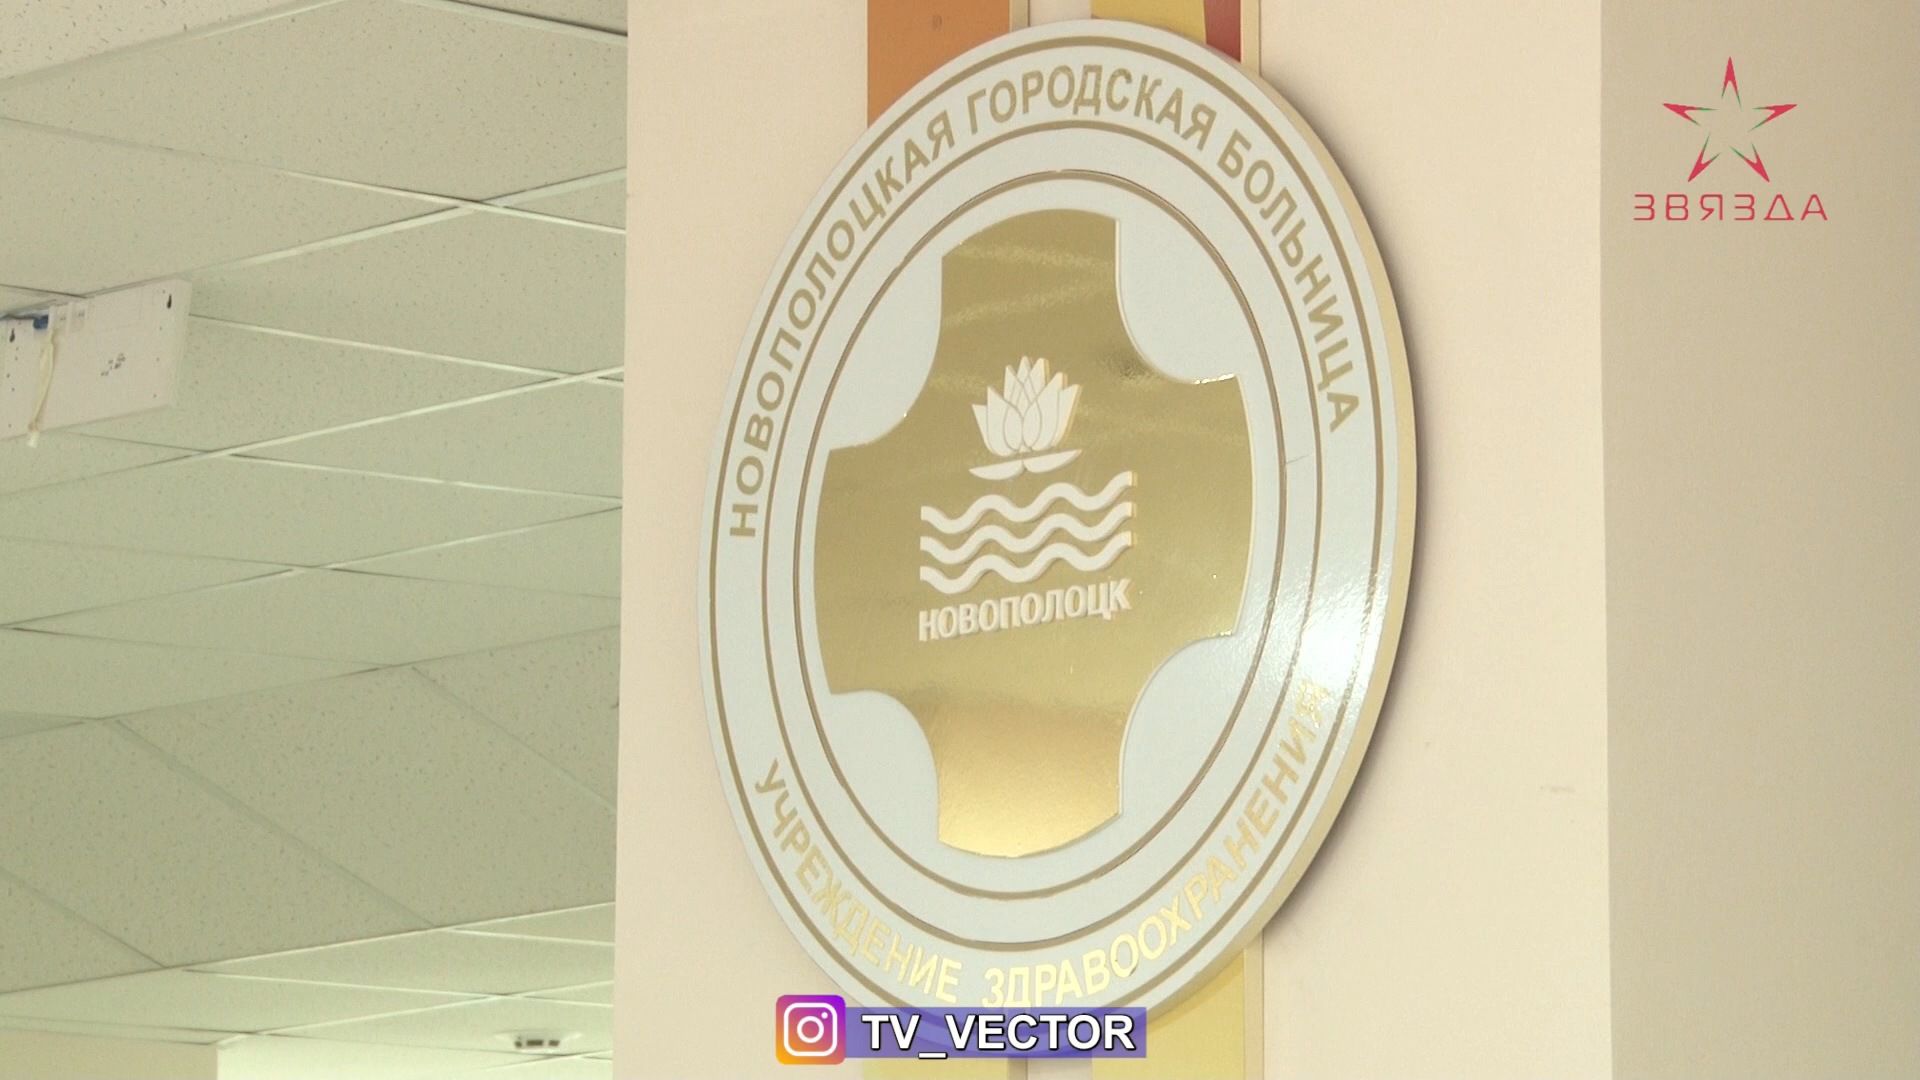 НОВОПОЛОЦКАЯ ГОРОДСКАЯ БОЛЬНИЦА
ЗВЯЗДА
НОВОПОЛОЦК
УЧРЕЖДЕНИЕ ЗДРАВООХРАНЕНИЯ
TV_VECTOR